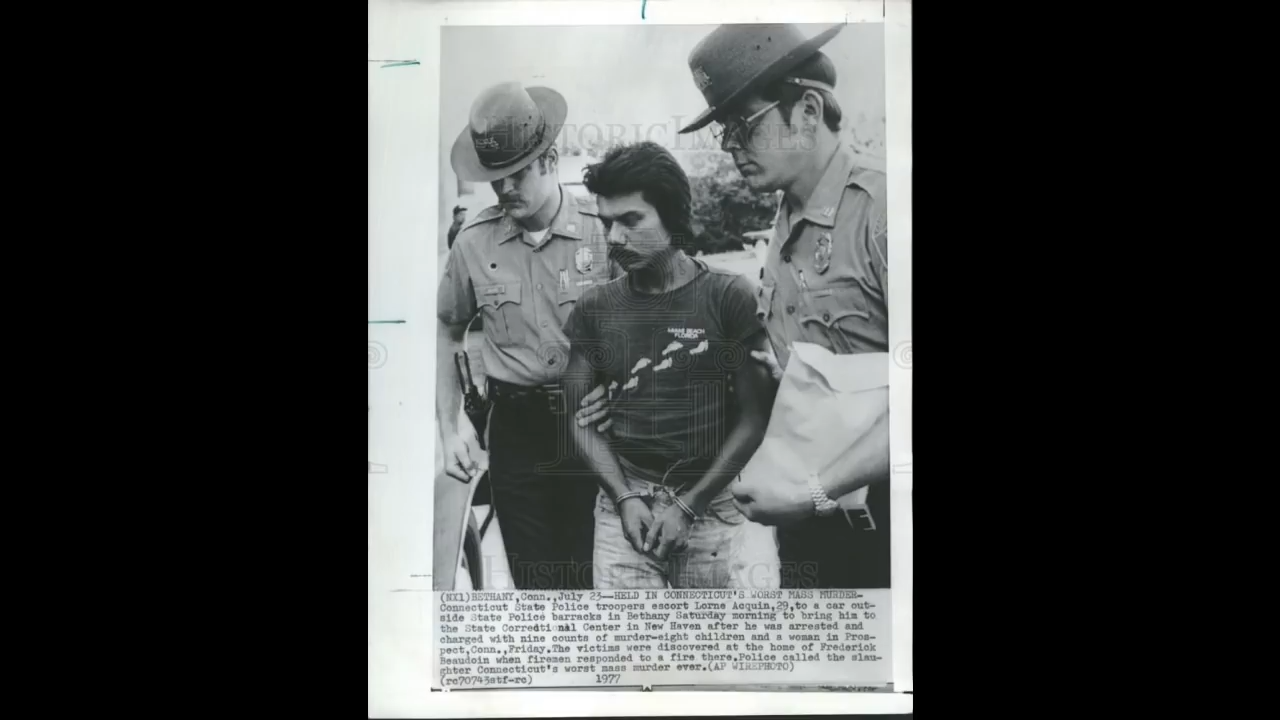 HISTORIC IMAGES
MIAMI BEACH
FLORIDA
HISTORIC IMAGES
(NX1)BETHANY,Conn.,July 23--HELD IN CONNECTICUT'S WORST MASS MURDER-
Connecticut State Police troopers escort Lorne Acquin,29,to a car out-
side State Police barracks in Bethany Saturday morning to bring him to
the State Correctional Center in New Haven after he was arrested and
charged with nine counts of murder-eight children and a woman in Pros-
pect,Conn.,Friday.The victims were discovered at the home of Frederick
Beaudoin when firemen responded to a fire there.Police called the slau-
ghter Connecticut's worst mass murder ever.(AP WIREPHOTO)
(rc70743stf-rc) 1977